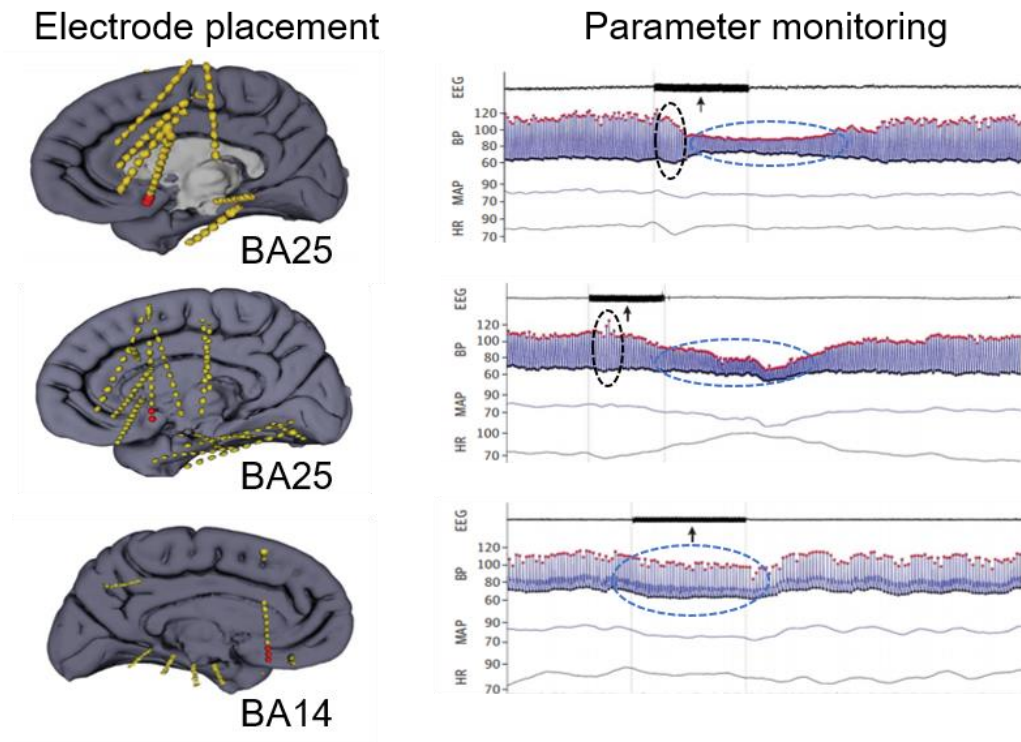 Electrode placement
Parameter monitoring
BA25
EEG
BP
120
100
80
60
MAP
90
70
HR
90
70
BA25
EEG
BP
120
100
80
60
MAP
90
70
HR
100
70
BA14
EEG
BP
120
100
80
60
MAP
90
70
HR
90
70